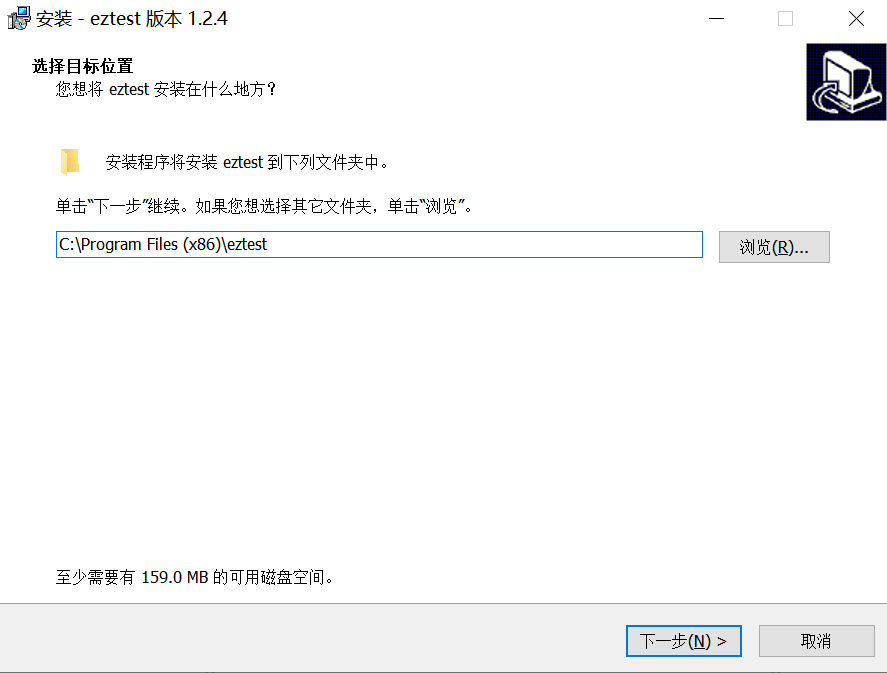 安装 - eztest 版本 1.2.4
选择目标位置
您想将 eztest 安装在什么地方？
安装程序将安装 eztest 到下列文件夹中。
单击“下一步”继续。如果您想选择其它文件夹，单击“浏览”。
C:\Program Files (x86)\eztest
浏览(R)...
至少需要有 159.0 MB 的可用磁盘空间。
下一步(N) >
取消